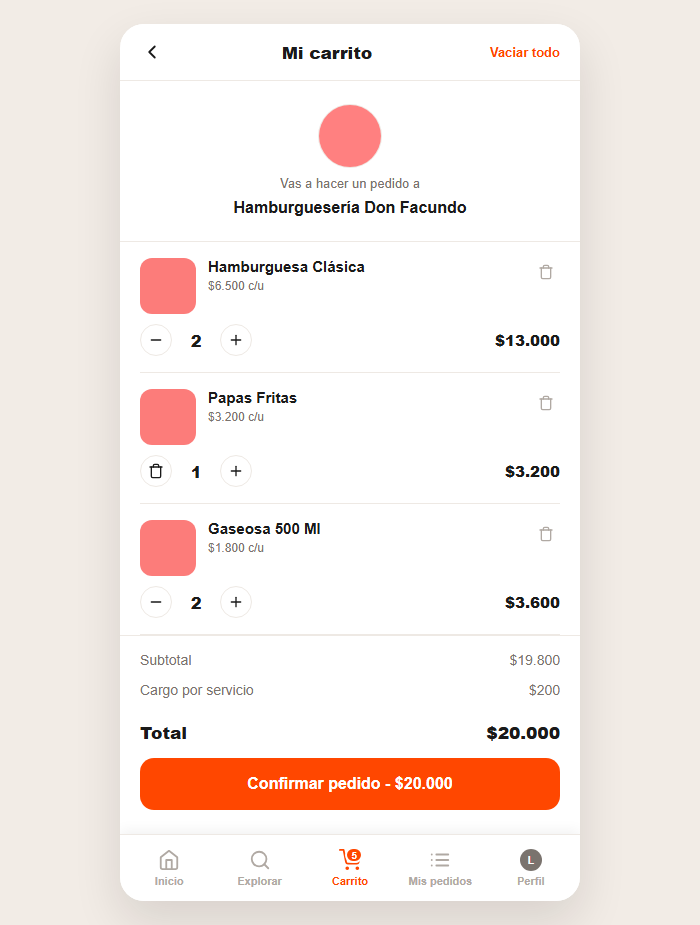 Mi carrito
Vaciar todo
Vas a hacer un pedido a
Hamburguesería Don Facundo
Hamburguesa Clásica
$6.500 c/u
2
$13.000
Papas Fritas
$3.200 c/u
1
$3.200
Gaseosa 500 Ml
$1.800 c/u
2
$3.600
Subtotal $19.800
Cargo por servicio $200
Total $20.000
Confirmar pedido - $20.000
5
L
Inicio Explorar Carrito Mis pedidos Perfil